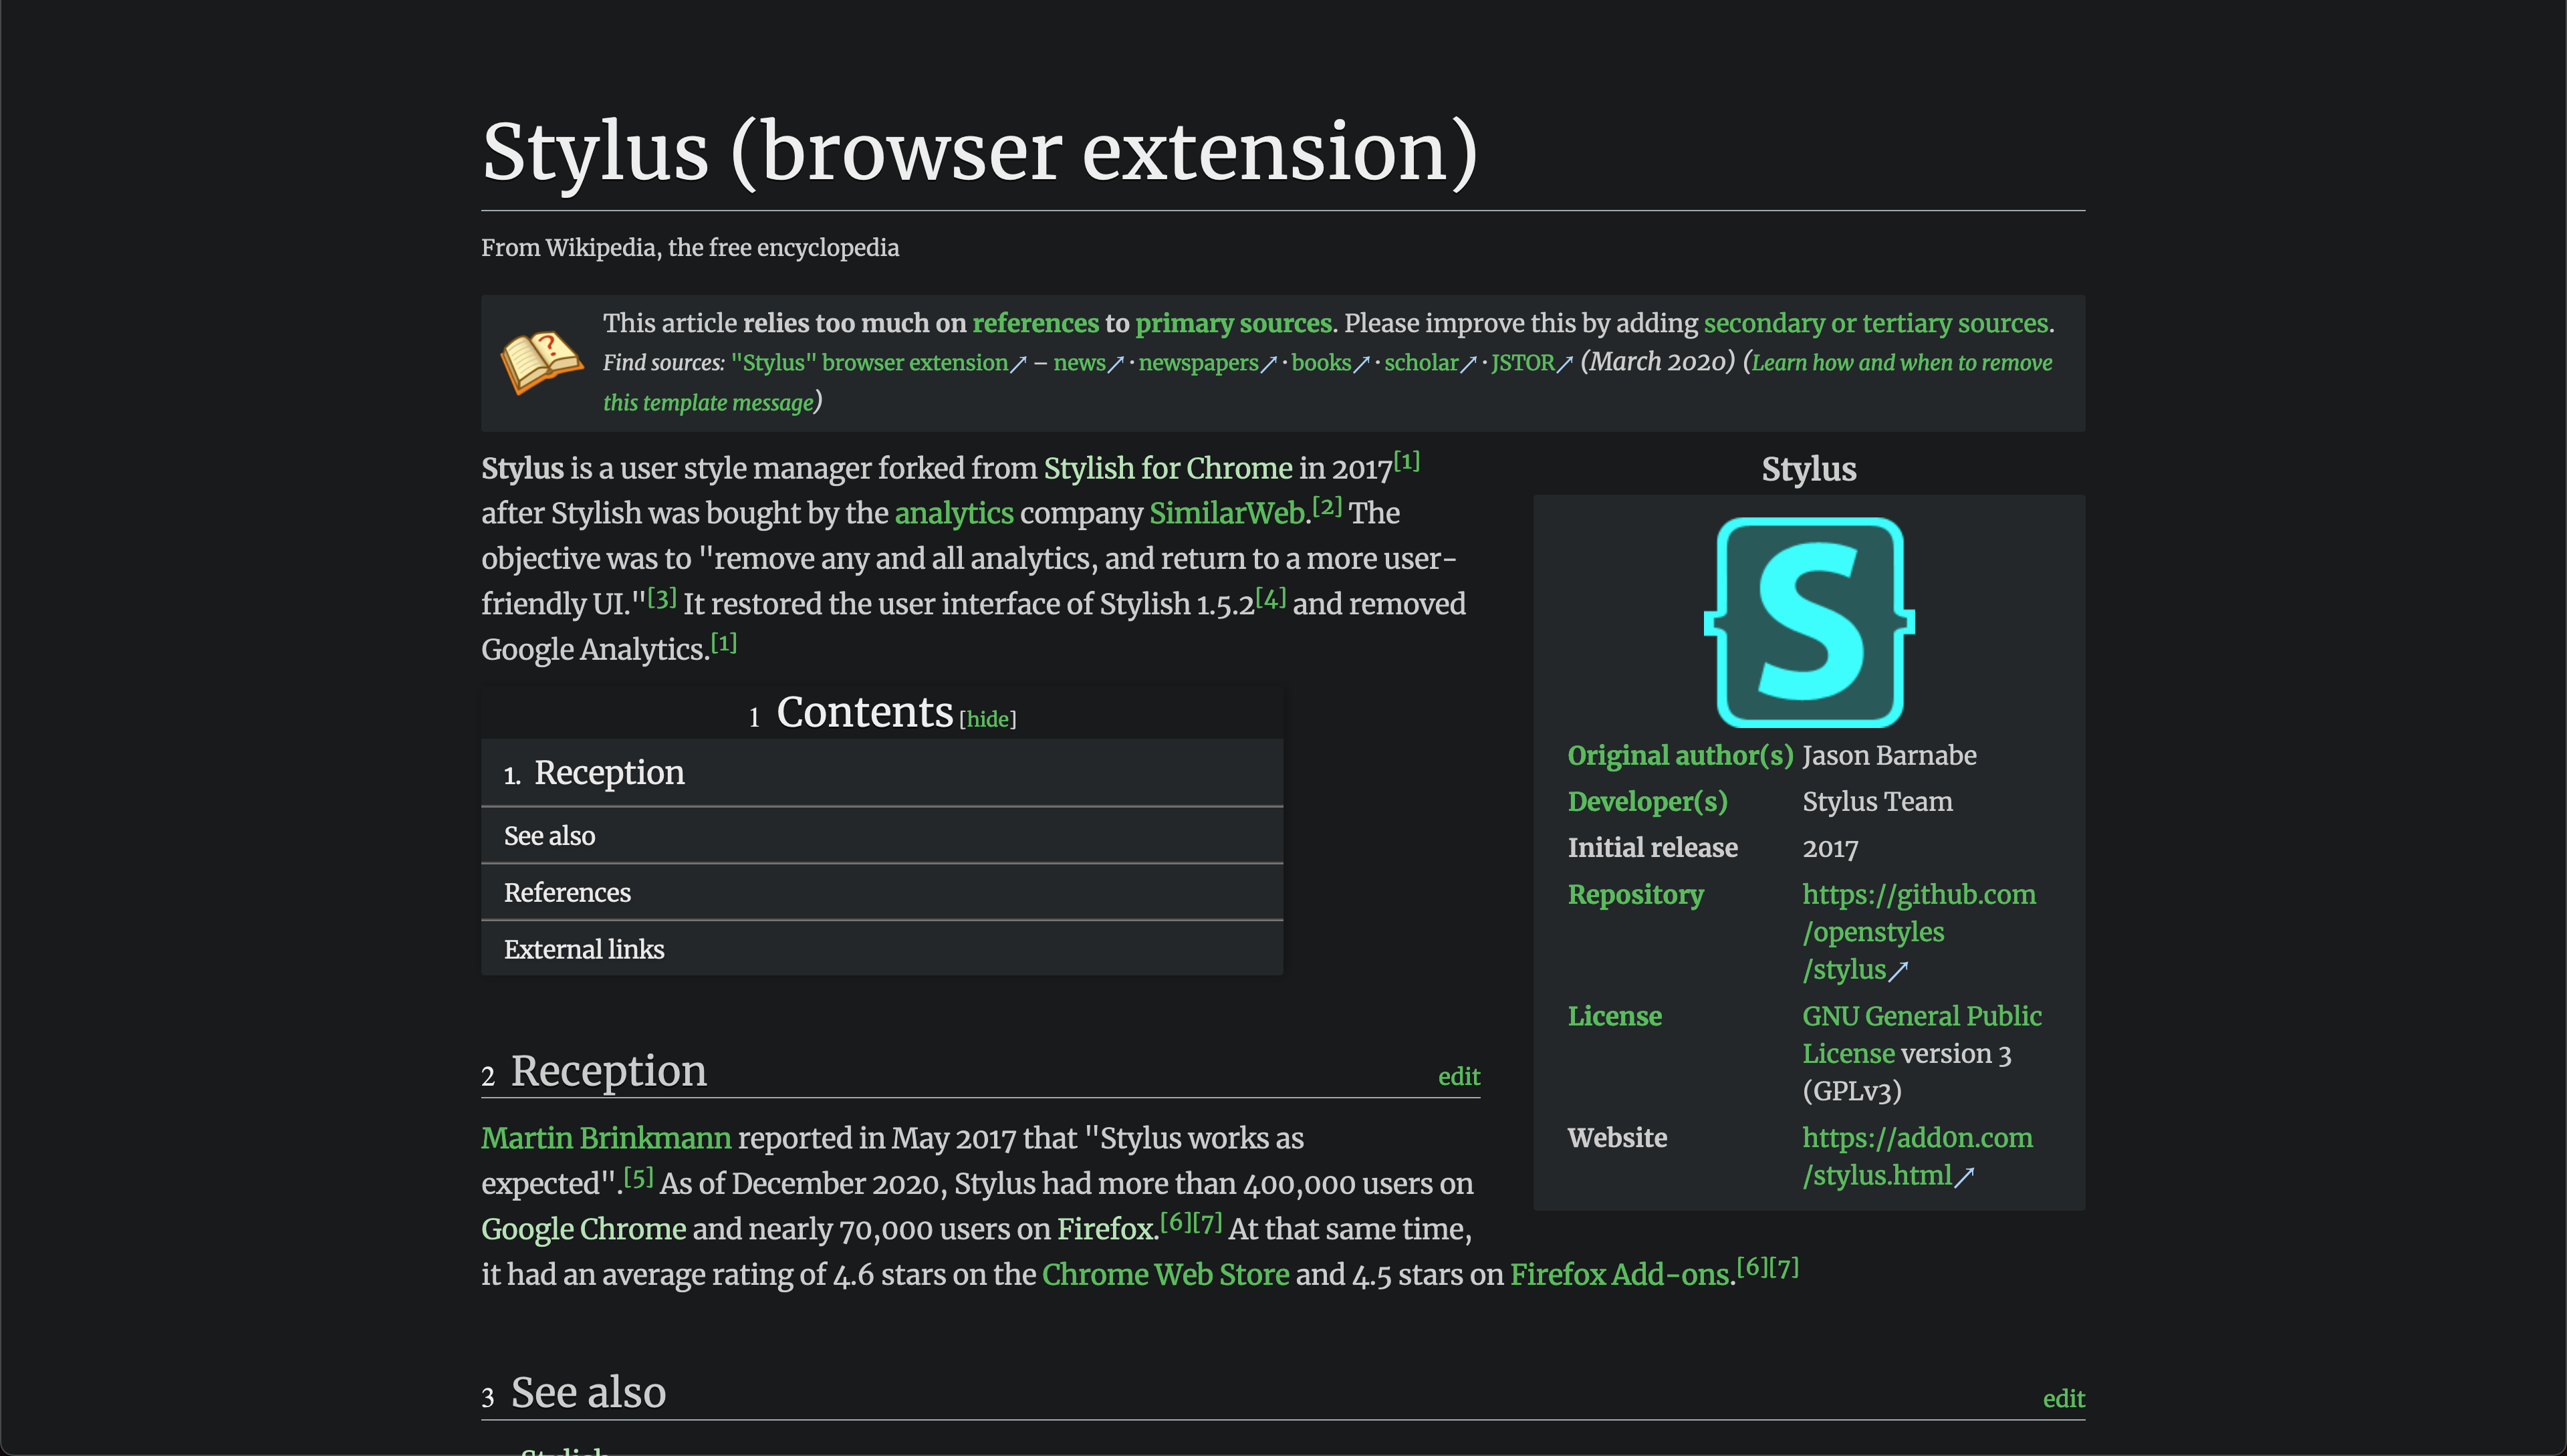 Stylus (browser extension)
From Wikipedia, the free encyclopedia
This article relies too much on references to primary sources. Please improve this by adding secondary or tertiary sources.
Find sources: "Stylus" browser extension – news · newspapers · books · scholar · JSTOR (March 2020) (Learn how and when to remove
this template message)
Stylus is a user style manager forked from Stylish for Chrome in 2017[1]
after Stylish was bought by the analytics company SimilarWeb.[2] The
objective was to "remove any and all analytics, and return to a more user-
friendly UI."[3] It restored the user interface of Stylish 1.5.2[4] and removed
Google Analytics.[1]
1 Contents [hide]
1. Reception
See also
References
External links
Stylus
S
Original author(s) Jason Barnabe
Developer(s) Stylus Team
Initial release 2017
Repository https://github.com
/openstyles
/stylus
License GNU General Public
License version 3
(GPLv3)
Website https://add0n.com
/stylus.html
2 Reception edit
Martin Brinkmann reported in May 2017 that "Stylus works as
expected".[5] As of December 2020, Stylus had more than 400,000 users on
Google Chrome and nearly 70,000 users on Firefox.[6][7] At that same time,
it had an average rating of 4.6 stars on the Chrome Web Store and 4.5 stars on Firefox Add-ons.[6][7]
3 See also edit
Stylish